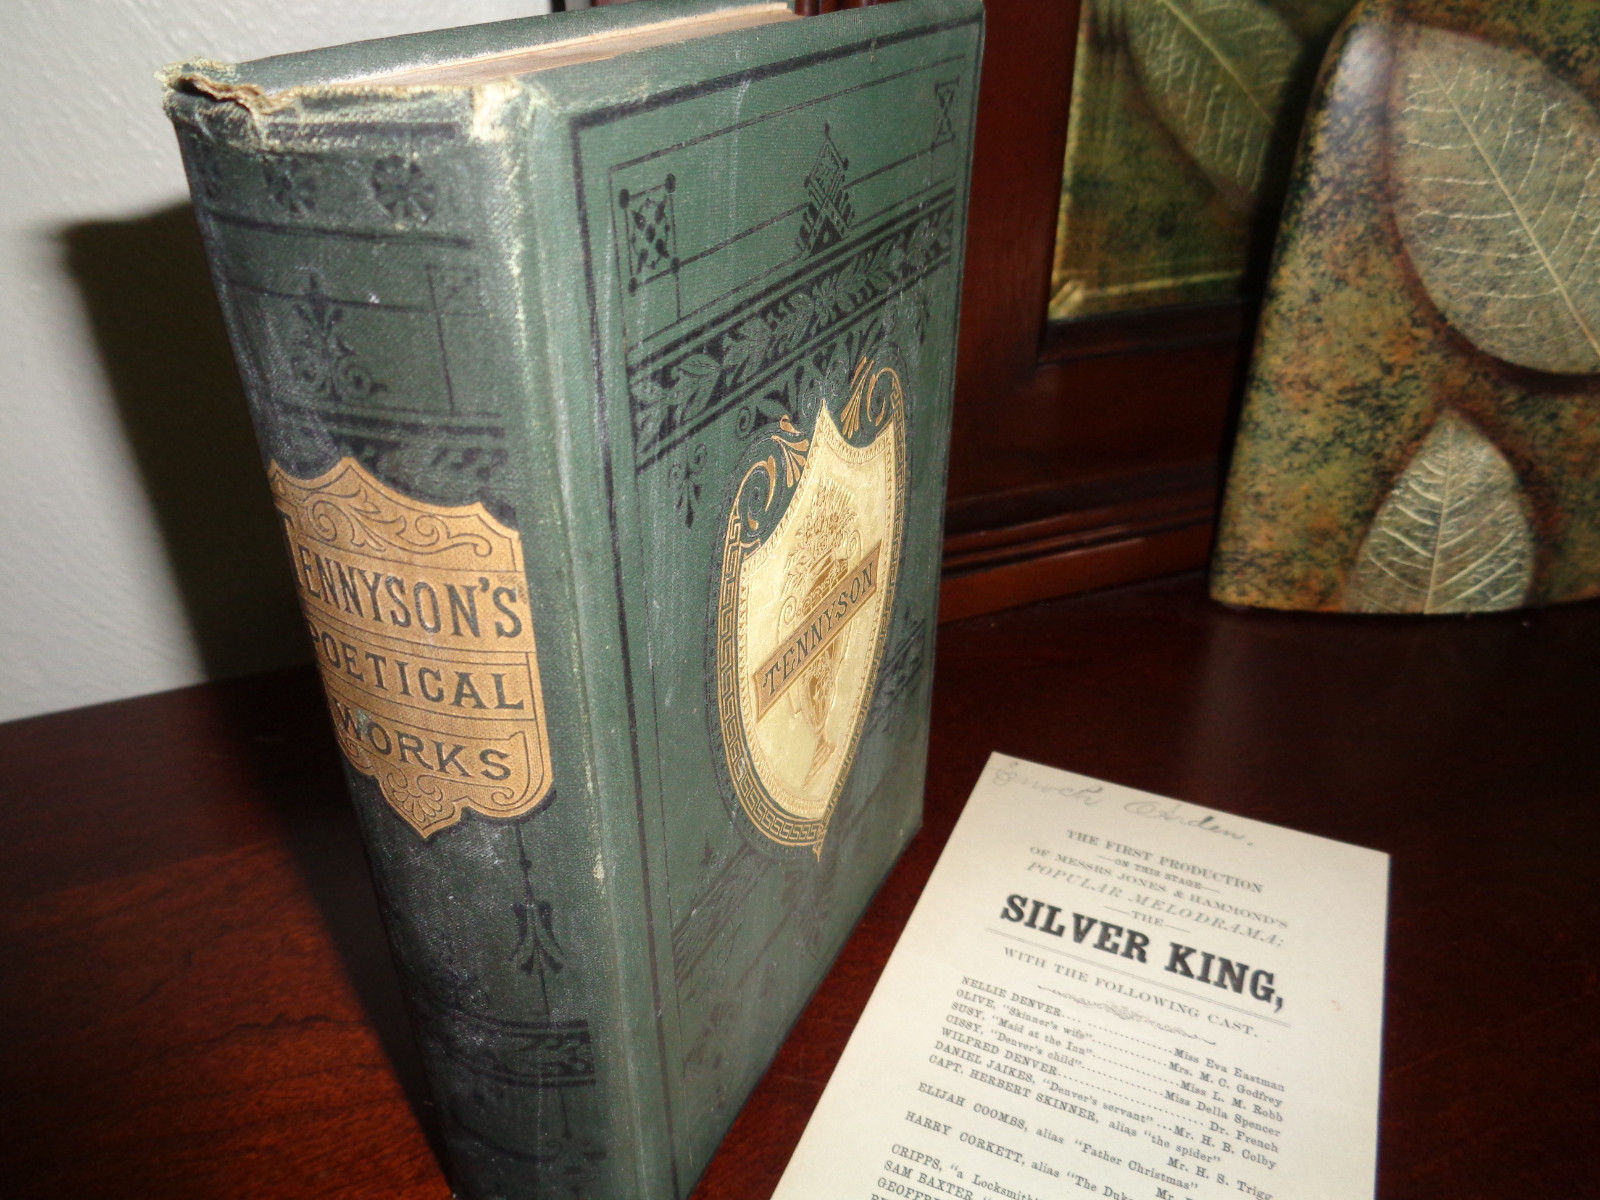 TENNYSON'S
POETICAL
WORKS
TENNYSON
Enoch Arden.
THE FIRST PRODUCTION
—ON THIS STAGE—
OF MESSRS JONES & HAMMOND'S
POPULAR MELODRAMA;
—THE—
SILVER KING,
WITH THE FOLLOWING CAST.
NELLIE DENVER.... ................Miss Eva Eastman
OLIVE, "Skinner's wife"................Mrs. M. C. Godfrey
SUSY, "Maid at the Inn"................Miss L. M. Robb
CISSY, "Denver's child"................Miss Della Spencer
WILFRED DENVER........................ Dr. French
DANIEL JAIKES, "Denver's servant"...Mr. H. B. Colby
CAPT. HERBERT SKINNER, alias "the spider"
Mr. H. S. Trigg
ELIJAH COOMBS, alias "Father Christmas"
Mr.
HARRY CORKETT, alias "The Duke
CRIPPS, "a Locksmith
SAM BAXTER,
GEOFFRE